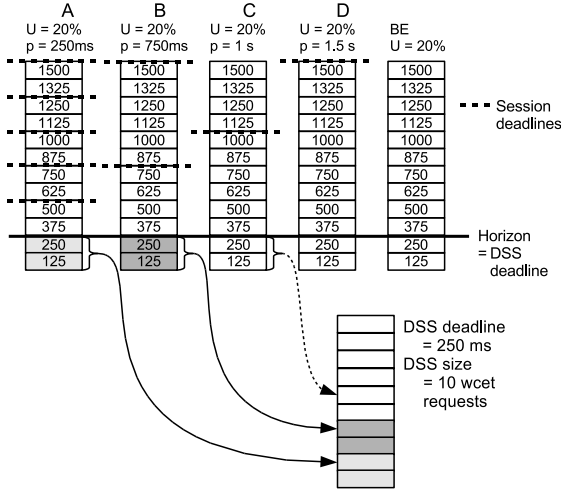 A
U = 20%
p = 250ms
B
U = 20%
p = 750ms
C
U = 20%
p = 1 s
D
U = 20%
p = 1.5 s
BE
U = 20%
1500 1500 1500 1500 1500
1325 1325 1325 1325 1325
1250 1250 1250 1250 1250
1125 1125 1125 1125 1125
1000 1000 1000 1000 1000
875 875 875 875 875
750 750 750 750 750
625 625 625 625 625
500 500 500 500 500
375 375 375 375 375
250 250 250 250 250
125 125 125 125 125
Session
deadlines
Horizon
= DSS
deadline
DSS deadline
= 250 ms
DSS size
= 10 wcet
requests